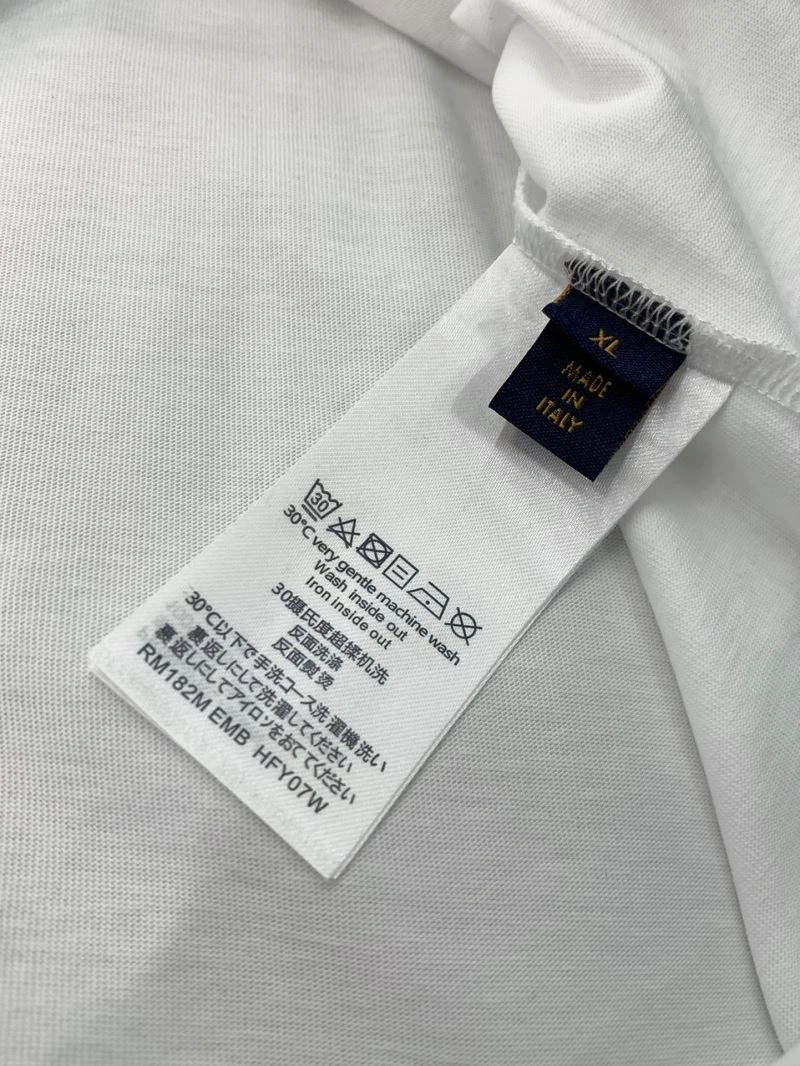 XL
MADE
IN
ITALY
30
30°C very gentle machine wash
Wash inside out
Iron inside out
30摄氏度超揉机洗
反面洗涤
反面熨烫
30°C以下で手洗コース洗濯機洗い
裏返しにして洗濯してください
裏返しにしてアイロンをおててください
RM182M EMB HFY07W